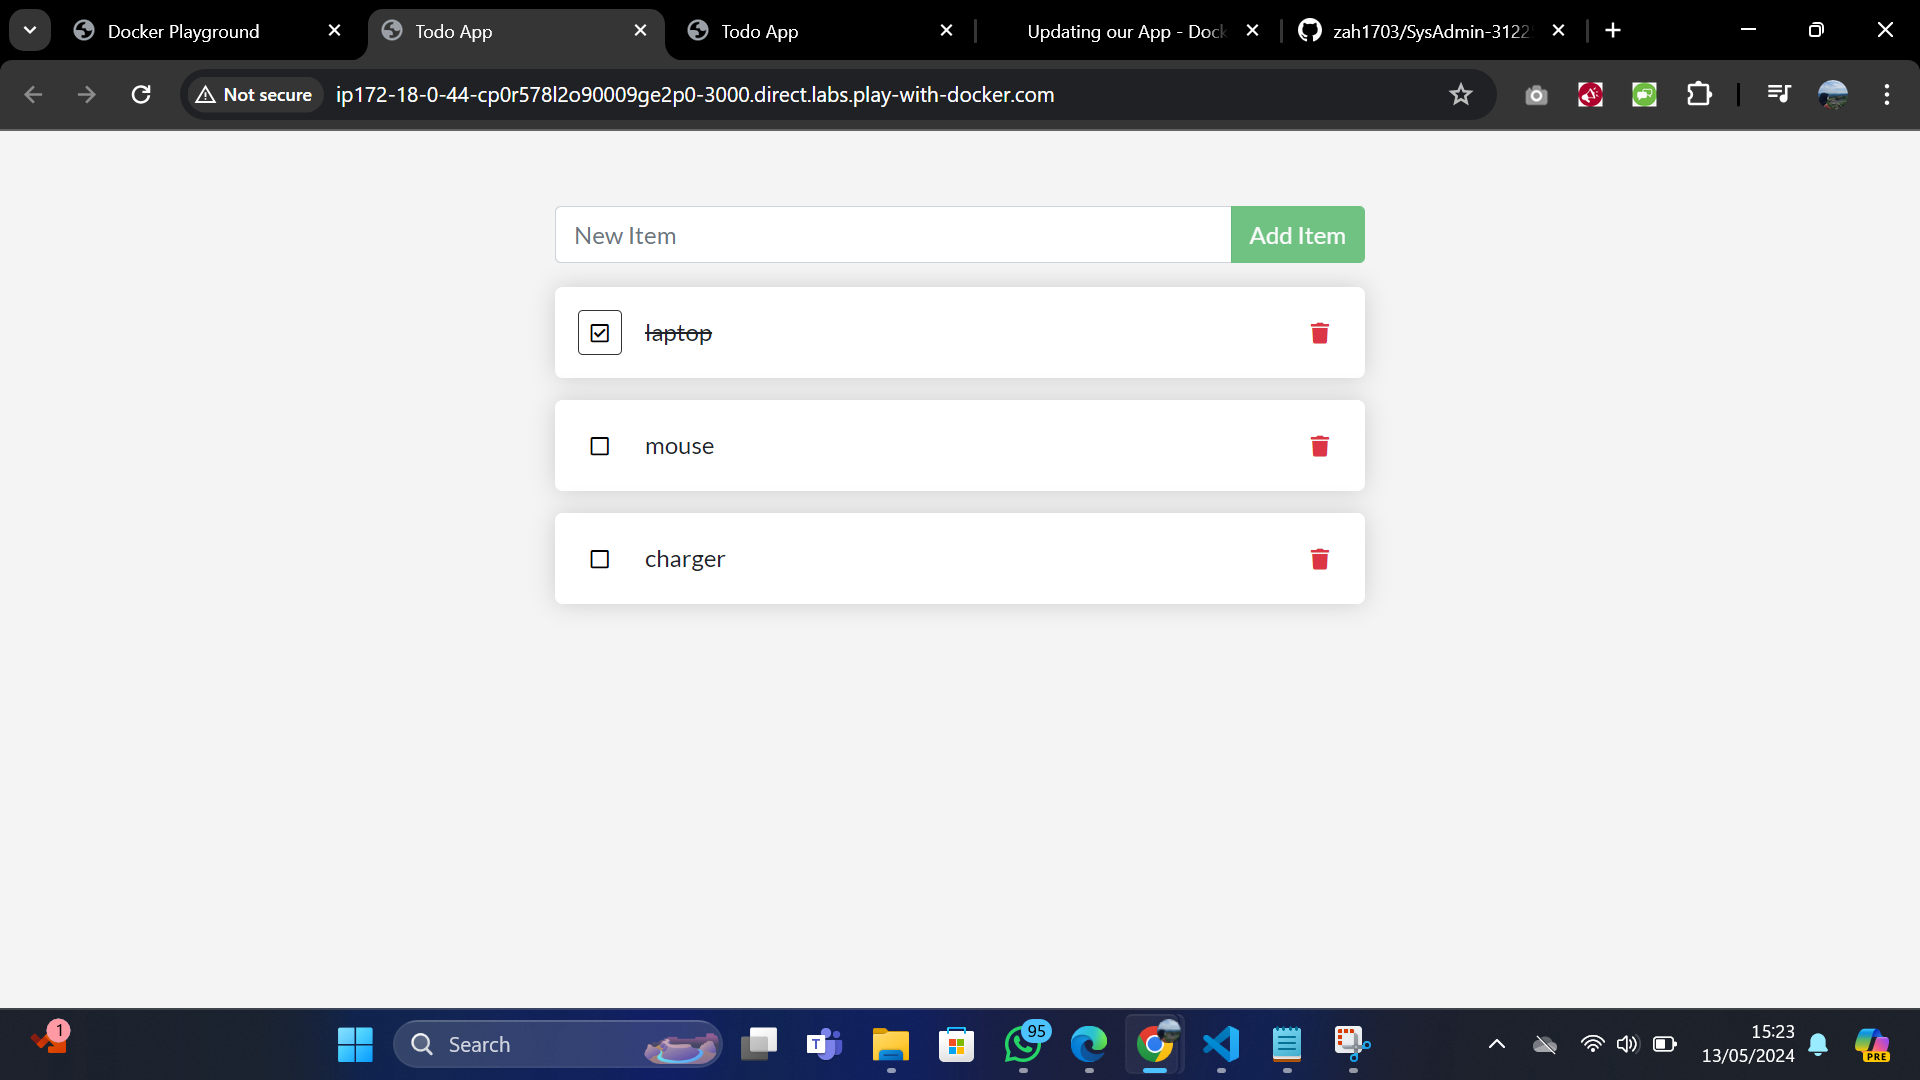 Docker Playground
Todo App
Todo App
Updating our App - Dock
zah1703/SysAdmin-3122
Not secure
ip172-18-0-44-cp0r578l2o90009ge2p0-3000.direct.labs.play-with-docker.com
New Item
Add Item
laptop
mouse
charger
1
Search
T
95
15:23
13/05/2024
PRE